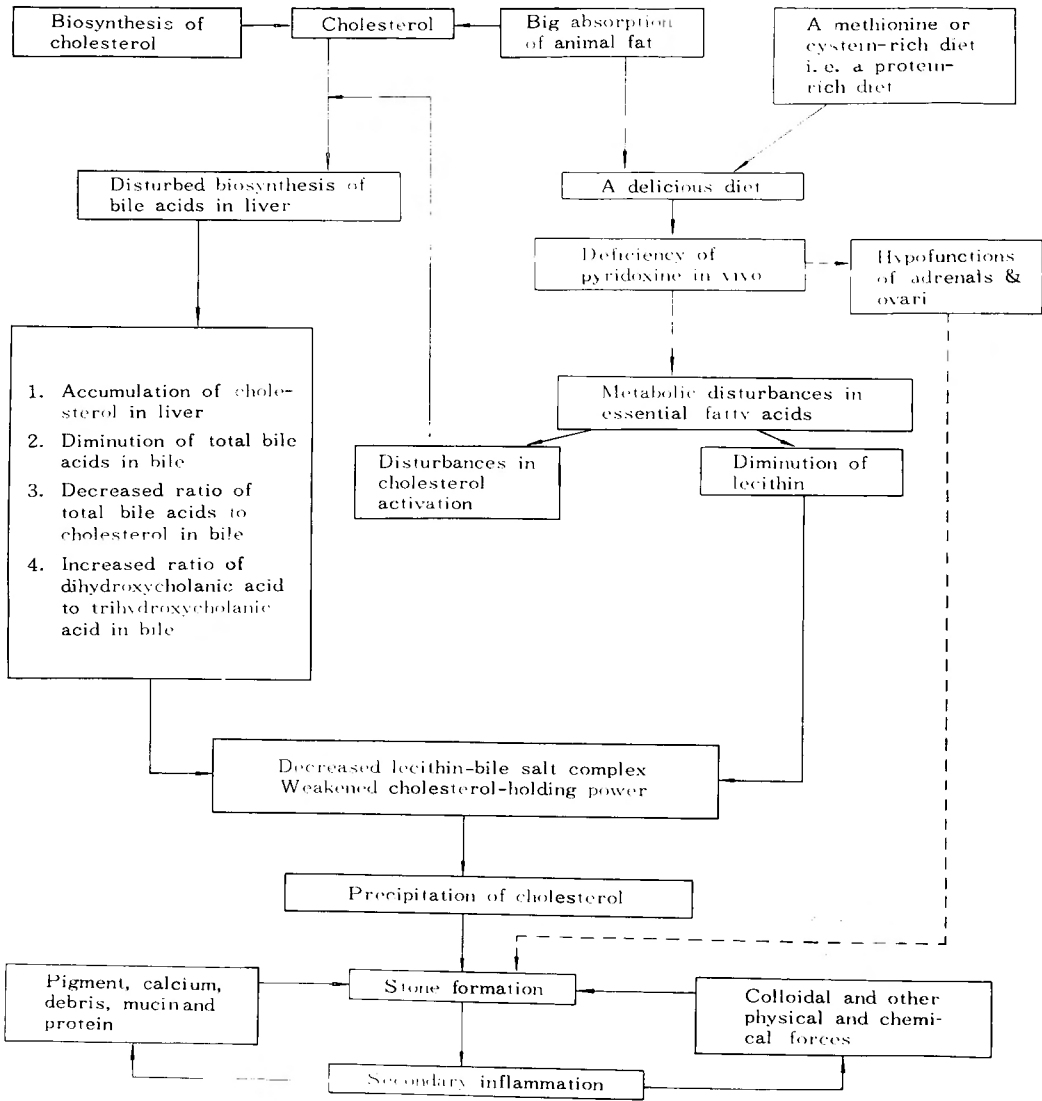 Biosynthesis of
cholesterol
Cholesterol
Big absorption
of animal fat
A methionine or
cystein-rich diet
i.e. a protein-
rich diet
Disturbed biosynthesis of
bile acids in liver
A delicious diet
Deficiency of
pyridoxine in vivo
Hypofunctions
of adrenals &
ovari
1. Accumulation of chole-
sterol in liver
2. Diminution of total bile
acids in bile
3. Decreased ratio of
total bile acids to
cholesterol in bile
4. Increased ratio of
dihydroxycholanic acid
to trihydroxycholanic
acid in bile
Metabolic disturbances in
essential fatty acids
Disturbances in
cholesterol
activation
Diminution of
lecithin
Decreased lecithin-bile salt complex
Weakened cholesterol-holding power
Precipitation of cholesterol
Pigment, calcium,
debris, mucin and
protein
Stone formation
Colloidal and other
physical and chemi-
cal forces
Secondary inflammation